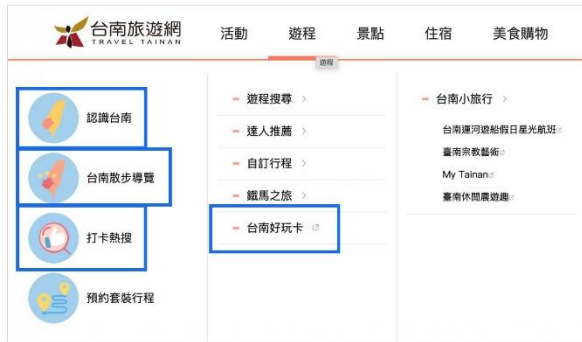 台南旅遊網
TRAVEL TAINAN
活動
遊程
景點
住宿
美食購物
遊程
認識台南
台南散步導覽
打卡熱搜
預約套裝行程
遊程搜尋
達人推薦
自訂行程
鐵馬之旅
台南好玩卡
台南小旅行
台南運河遊船假日星光航班
臺南宗教藝術
My Tainan
臺南休閒農遊趣